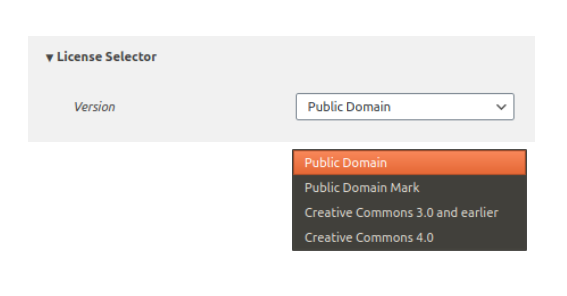 ▾ License Selector
Version
Public Domain
Public Domain
Public Domain Mark
Creative Commons 3.0 and earlier
Creative Commons 4.0